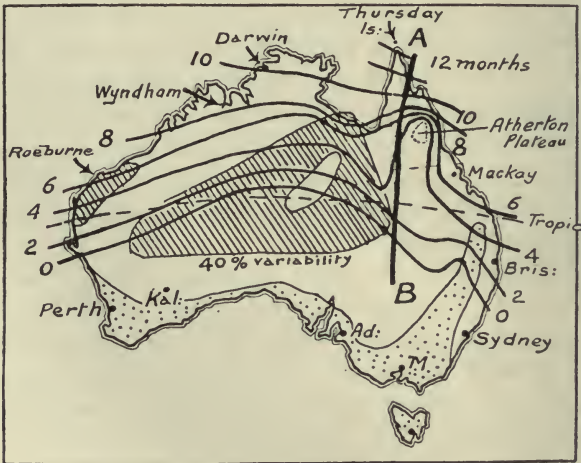 Thursday
Is:
A
Darwin
10
12 months
Wyndham
10
8
Atherton
Plateau
8
Roeburne
Mackay
6
6
4
Tropic
2
4
40% variability
Bris:
0
B
2
Kal:
0
Perth
Ad:
Sydney
M